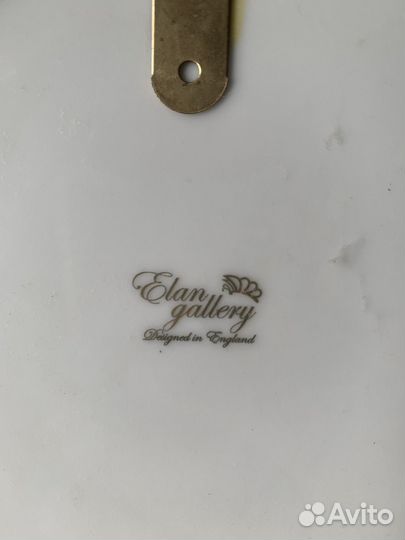 Elan
gallery
Designed in England
Avito